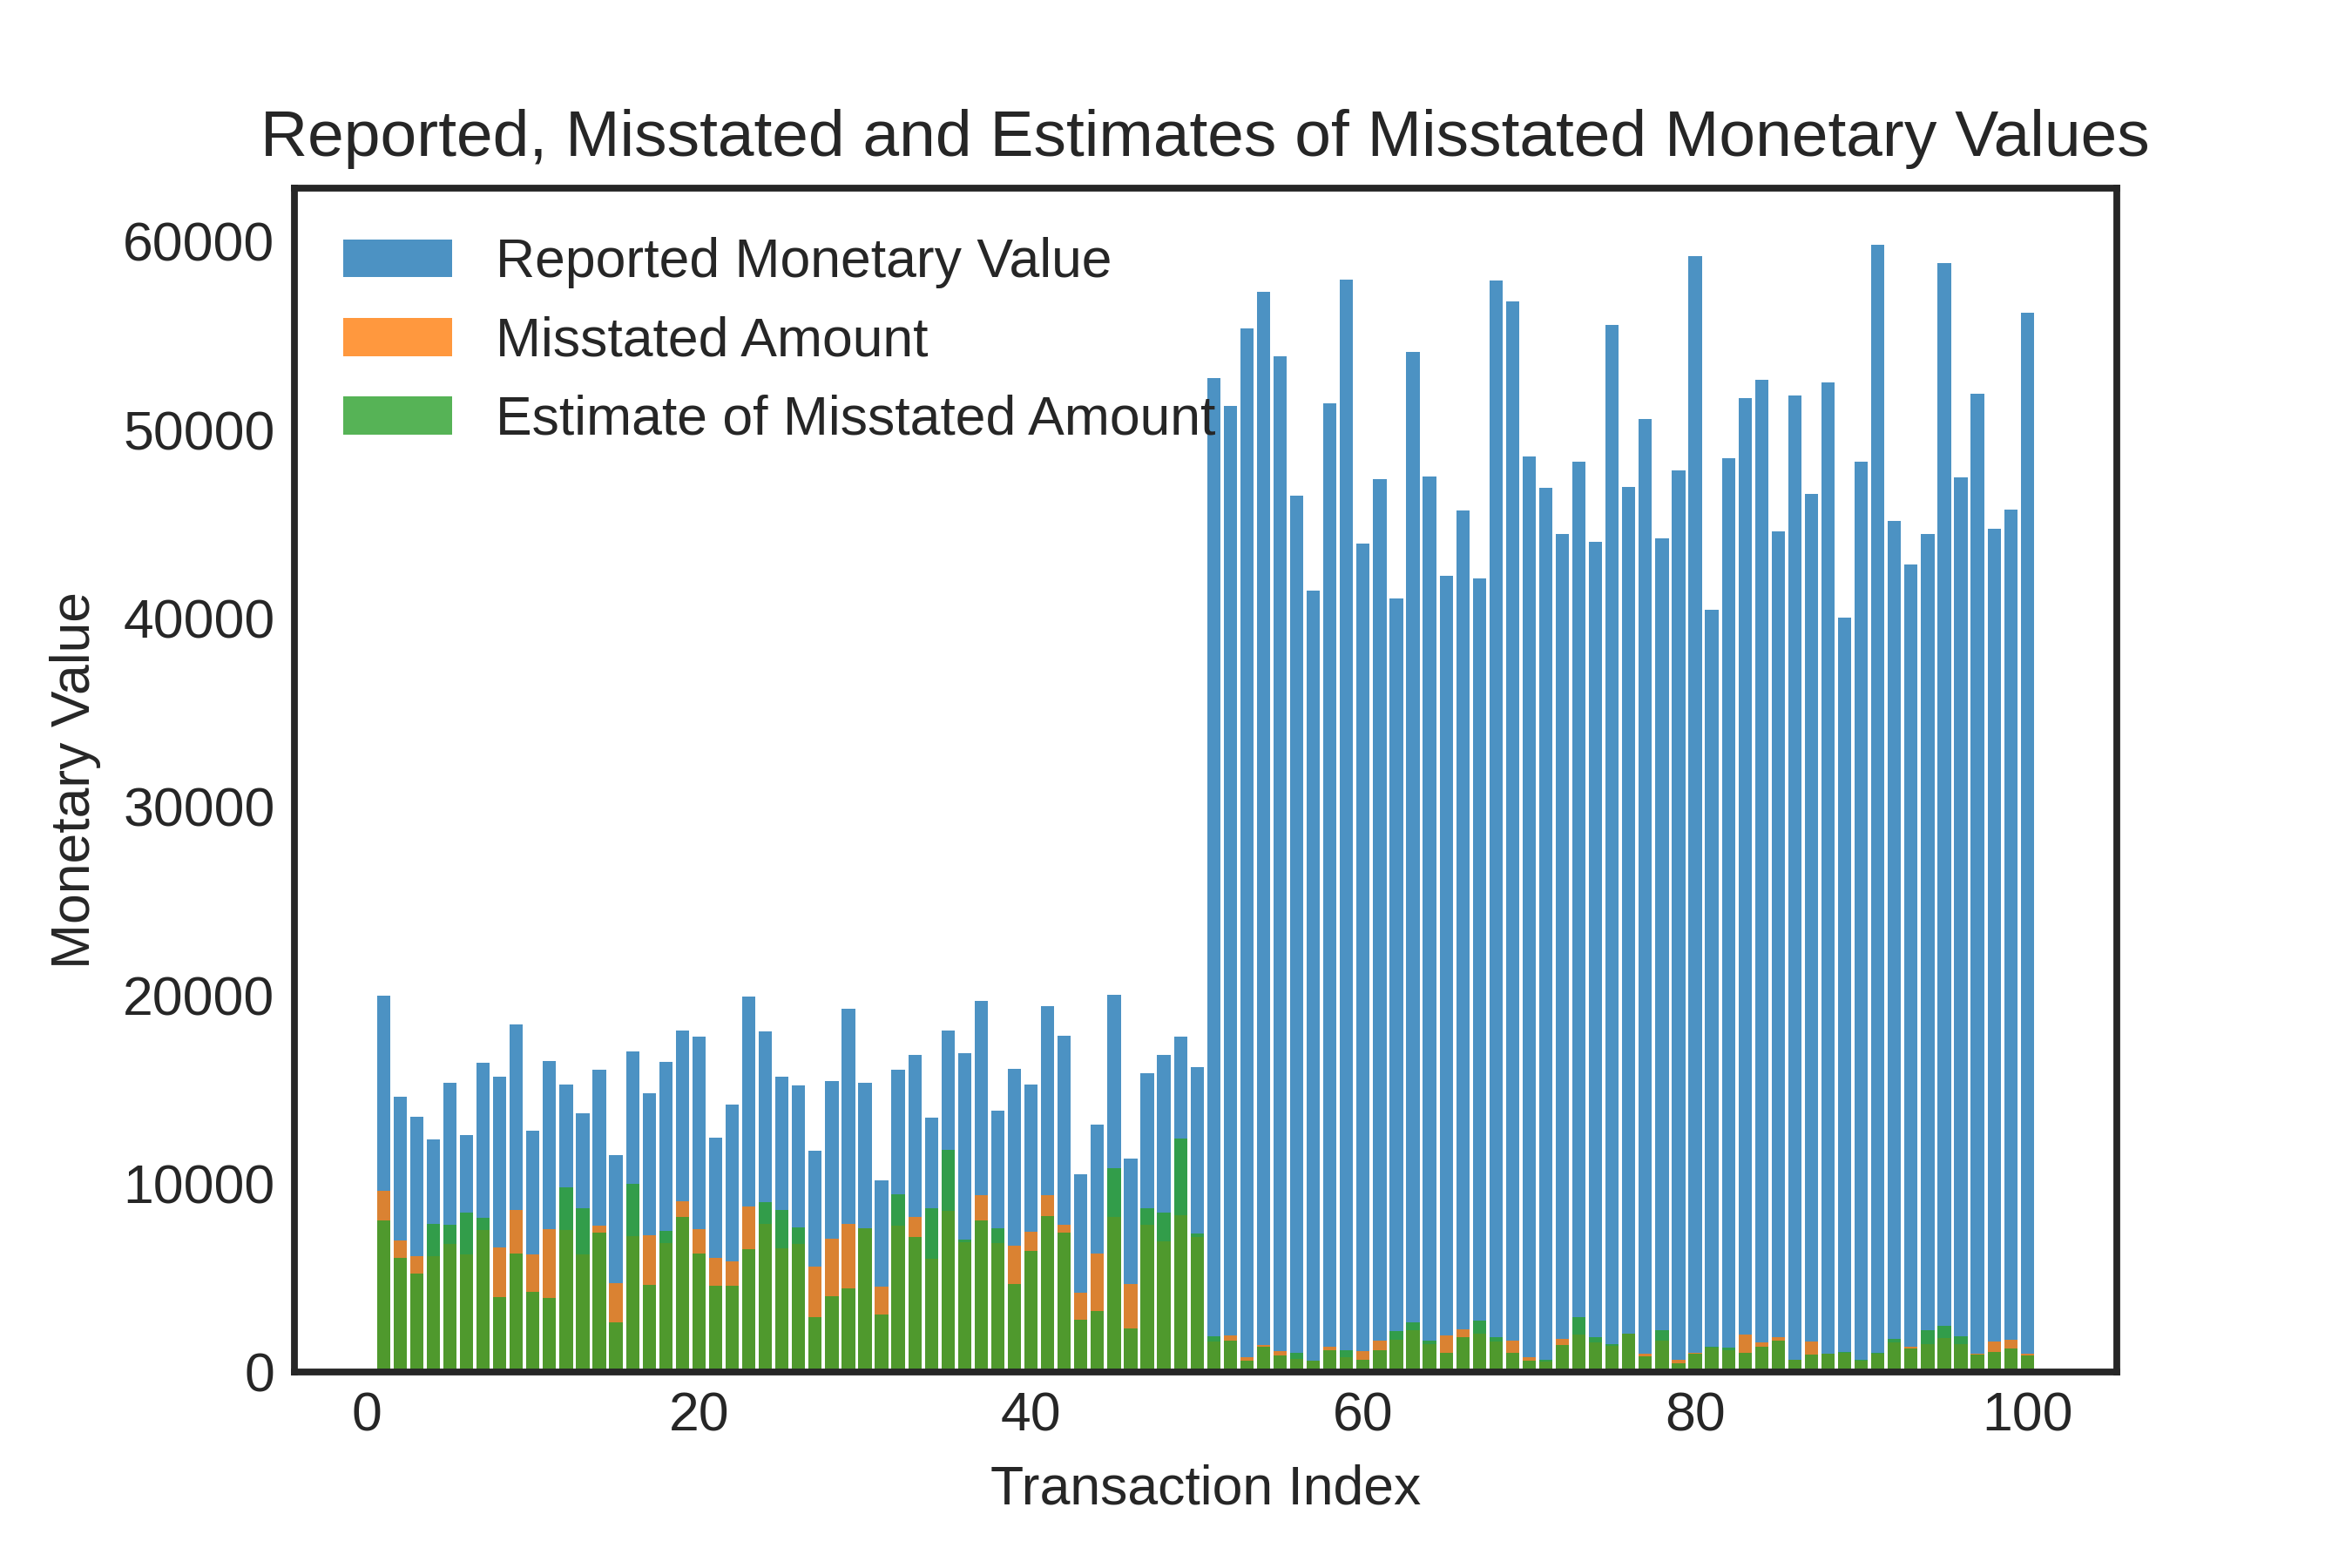 Reported, Misstated and Estimates of Misstated Monetary Values
60000
50000
40000
30000
20000
10000
0
Monetary Value
Reported Monetary Value
Misstated Amount
Estimate of Misstated Amount
0 20 40 60 80 100
Transaction Index